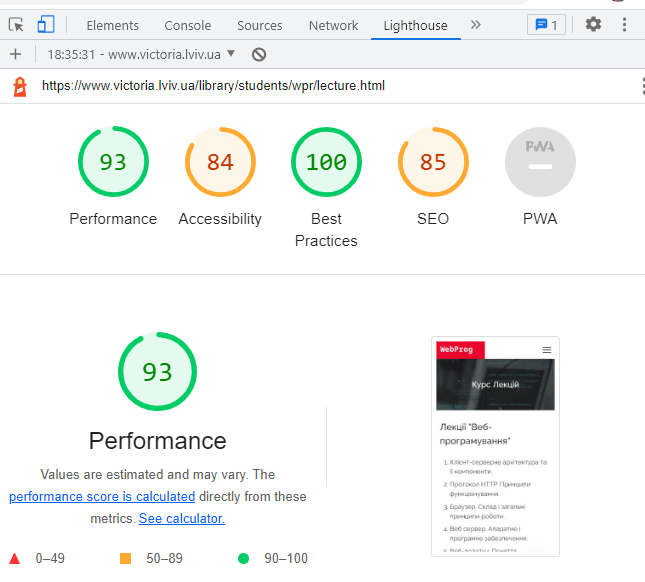 Elements Console Sources Network Performance Lighthouse 1
18:35:31 - www.victoria.lviv.ua
https://www.victoria.lviv.ua/library/students/wpr/lecture.html
93 84 100 85 PWA
Performance Accessibility Best Practices SEO PWA
93
Performance
Values are estimated and may vary. The
performance score is calculated directly from these
metrics. See calculator.
0–49 50–89 90–100
WebProg
Курс Лекцій
Лекції "Веб-
програмування"
1. Клієнт-серверна архітектура та
її компоненти.
2. Протокол HTTP. Принципи
функціонування.
3. Браузер. Склад і загальні
принципи роботи.
4. Веб сервер. Апаратне і
програмне забезпечення.
5. Веб-додатки. Поняття